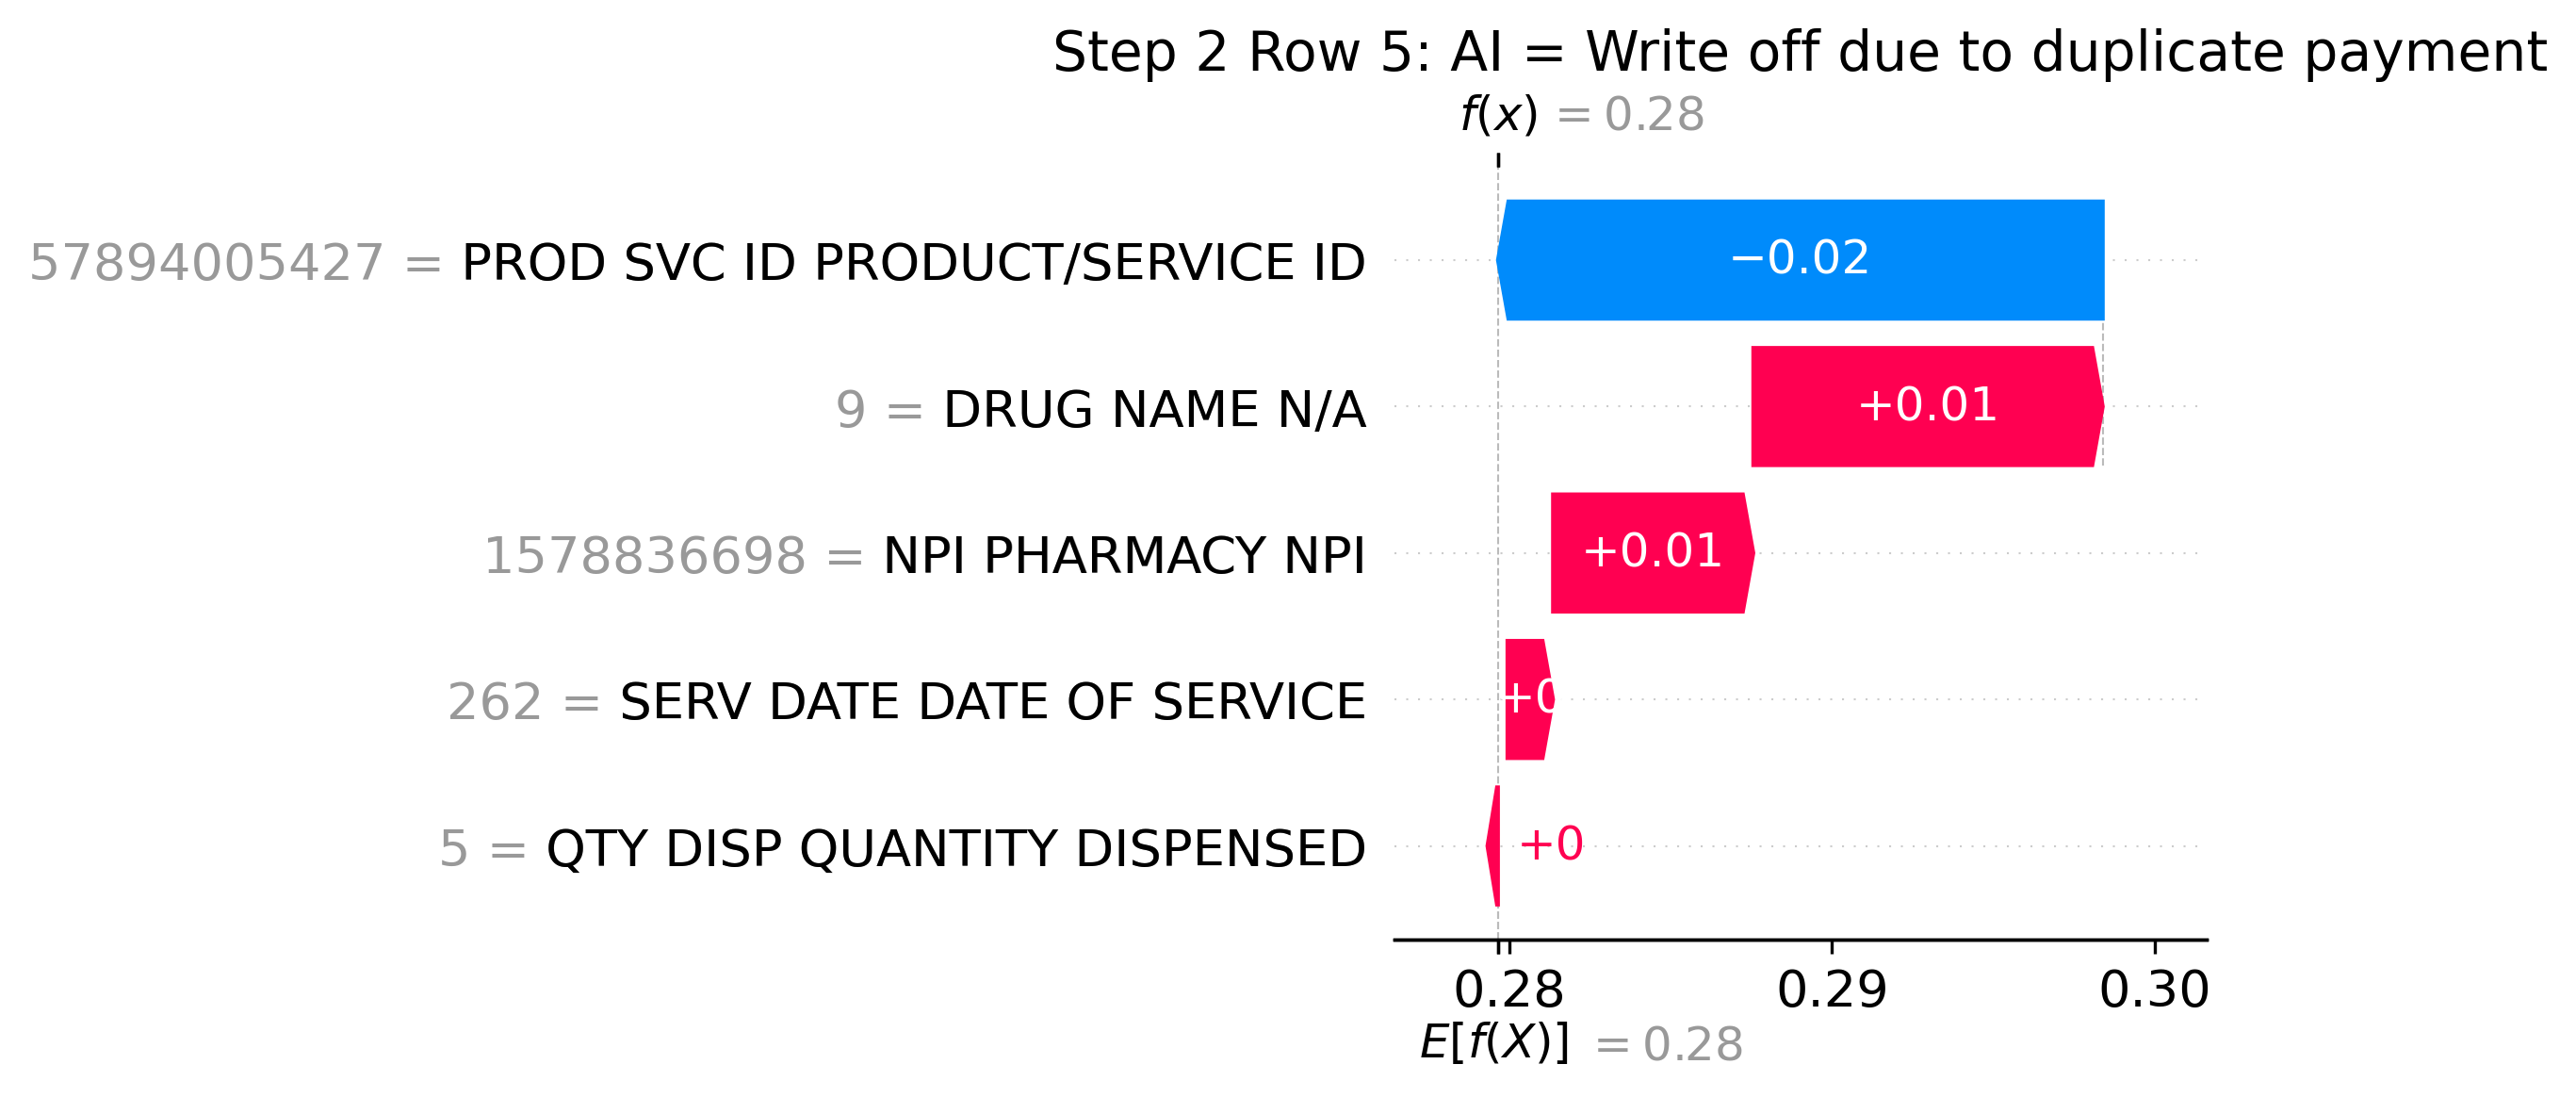 Step 2 Row 5: AI = Write off due to duplicate payment
f(x) = 0.28
57894005427 = PROD SVC ID PRODUCT/SERVICE ID
−0.02
9 = DRUG NAME N/A
+0.01
1578836698 = NPI PHARMACY NPI
+0.01
262 = SERV DATE DATE OF SERVICE
+0
5 = QTY DISP QUANTITY DISPENSED
+0
0.28 0.29 0.30
E[f(X)] = 0.28